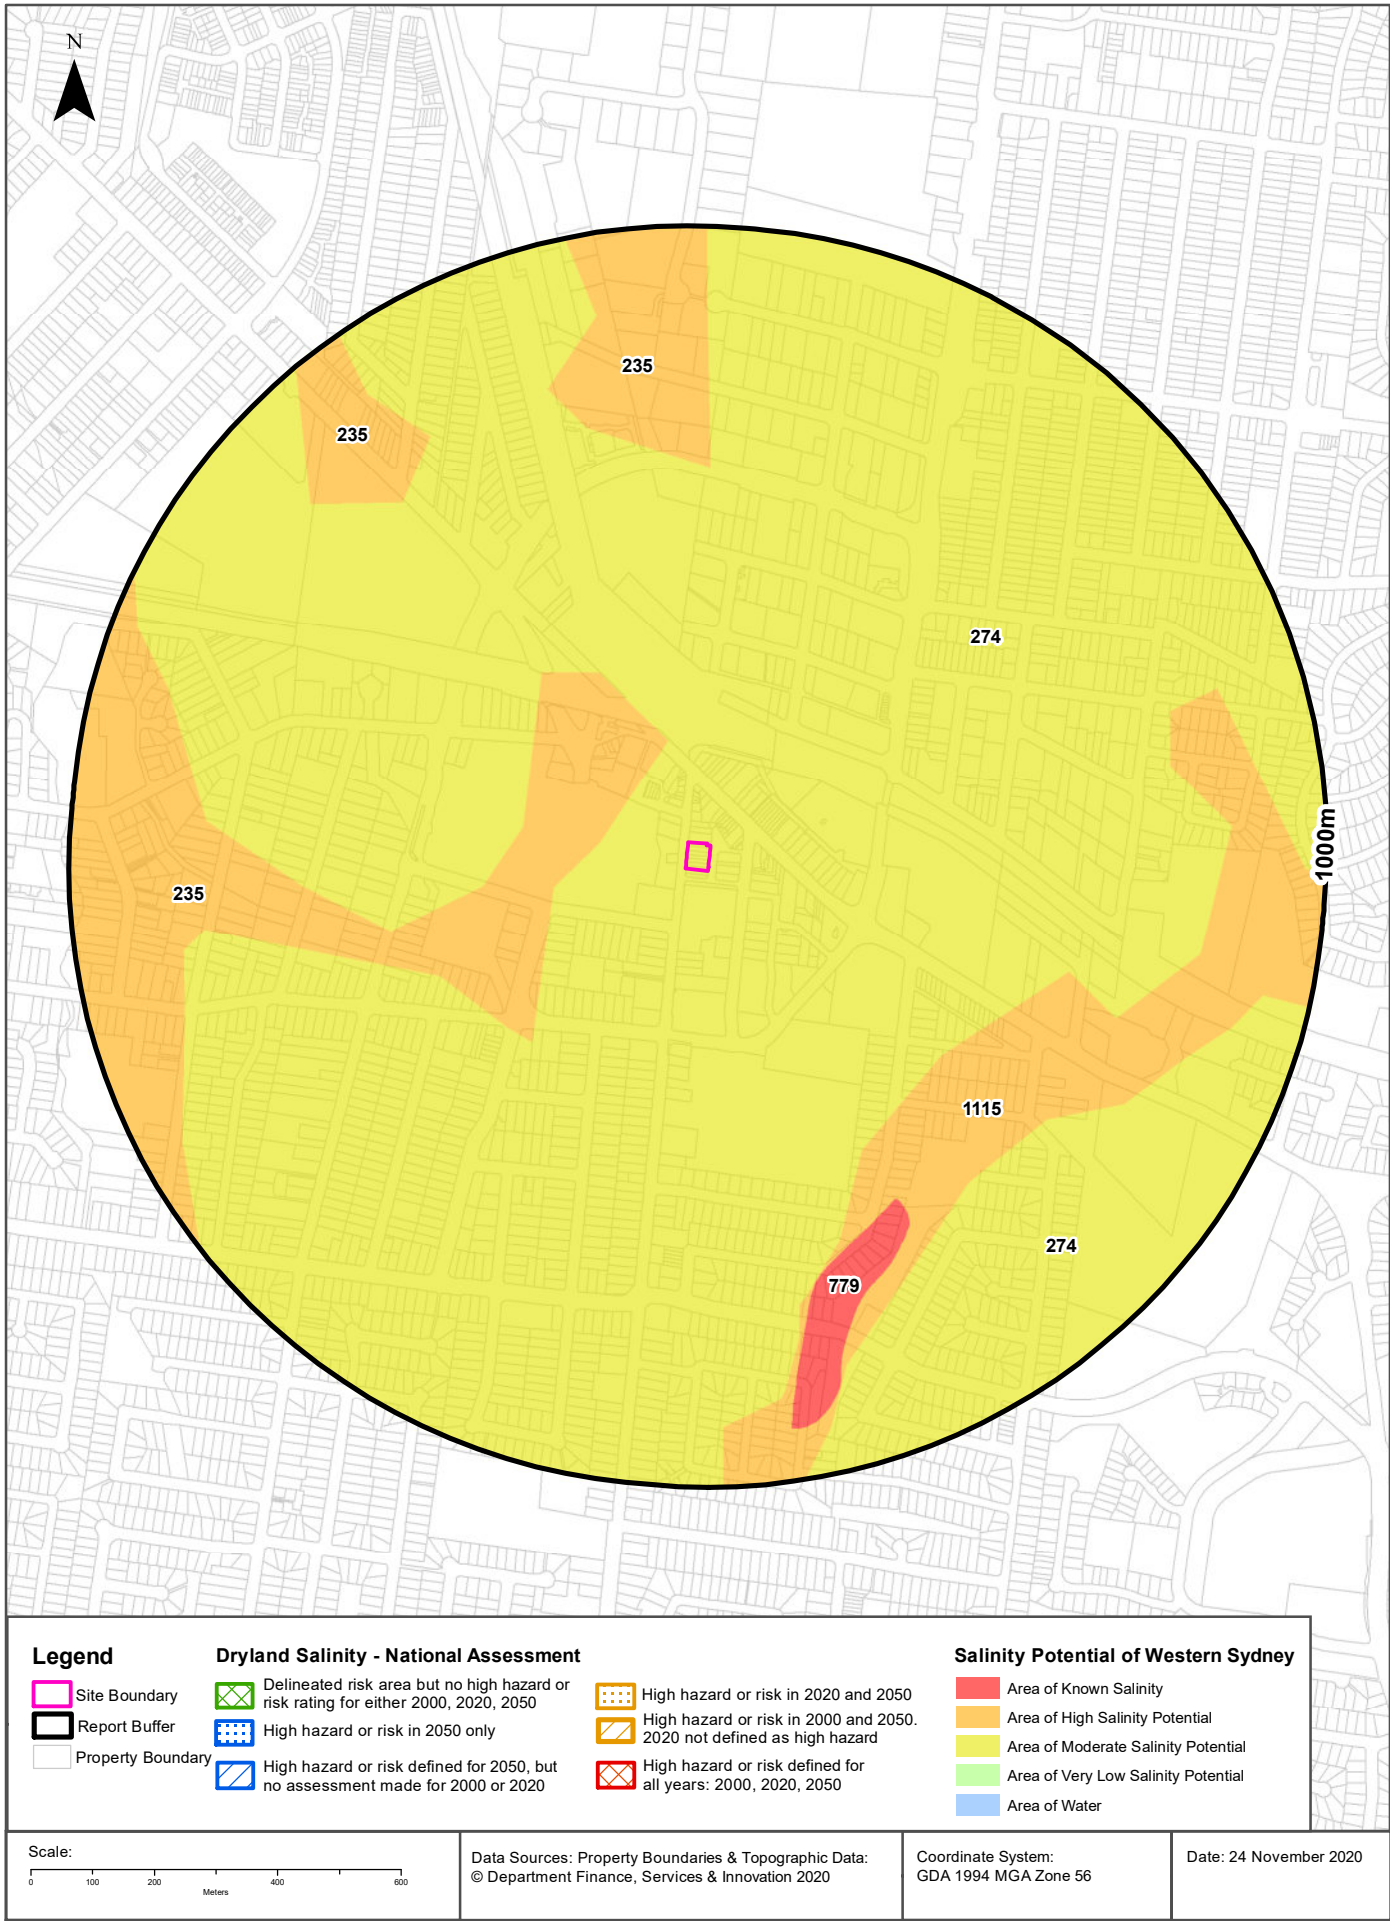 N
235
235
274
1000m
235
1115
274
779
Legend
Site Boundary
Report Buffer
Property Boundary
Dryland Salinity - National Assessment
Delineated risk area but no high hazard or
risk rating for either 2000, 2020, 2050
High hazard or risk in 2050 only
High hazard or risk defined for 2050, but
no assessment made for 2000 or 2020
High hazard or risk in 2020 and 2050
High hazard or risk in 2000 and 2050.
2020 not defined as high hazard
High hazard or risk defined for
all years: 2000, 2020, 2050
Salinity Potential of Western Sydney
Area of Known Salinity
Area of High Salinity Potential
Area of Moderate Salinity Potential
Area of Very Low Salinity Potential
Area of Water
Scale:
0 100 200 400 600
Meters
Data Sources: Property Boundaries & Topographic Data:
© Department Finance, Services & Innovation 2020
Coordinate System:
GDA 1994 MGA Zone 56
Date: 24 November 2020